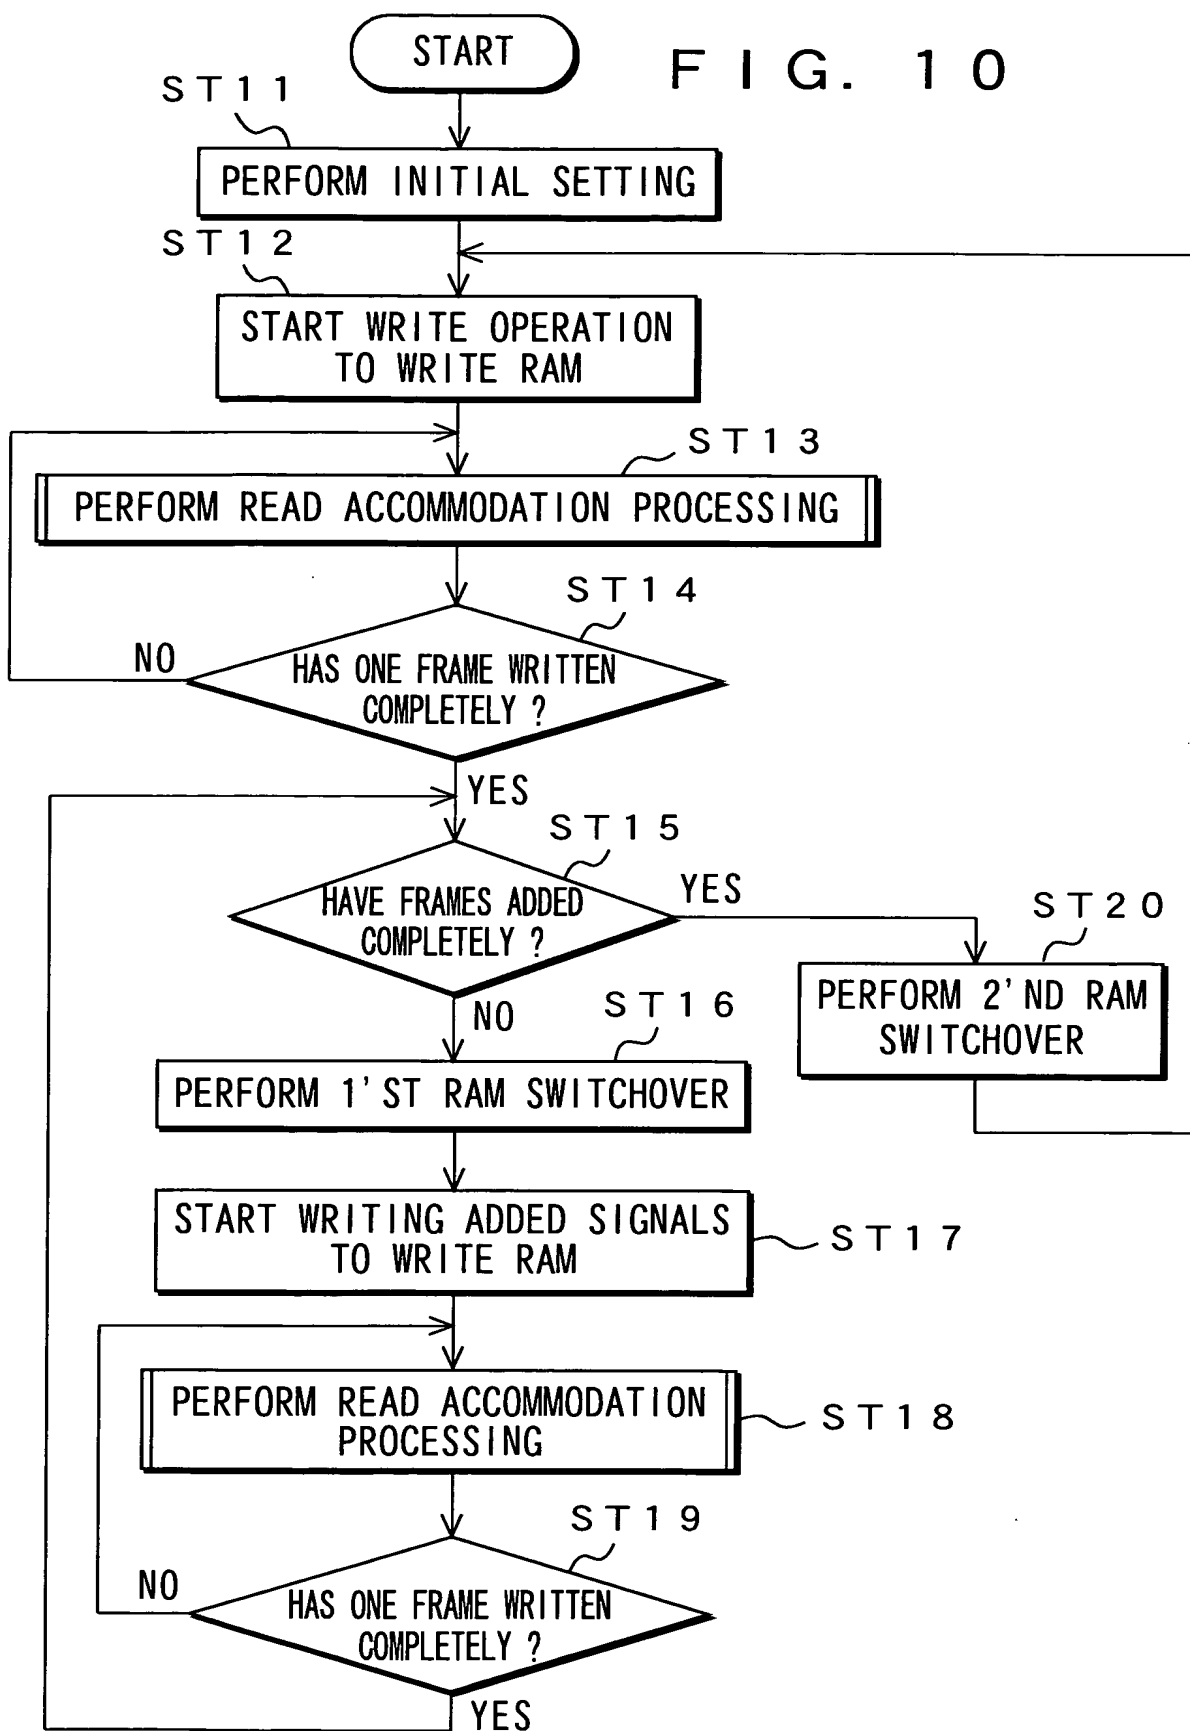 START
FIG. 10
ST11
PERFORM INITIAL SETTING
ST12
START WRITE OPERATION
TO WRITE RAM
ST13
PERFORM READ ACCOMMODATION PROCESSING
ST14
NO
HAS ONE FRAME WRITTEN
COMPLETELY ?
YES
ST15
HAVE FRAMES ADDED
COMPLETELY ?
YES
ST20
PERFORM 2'ND RAM
SWITCHOVER
NO
ST16
PERFORM 1'ST RAM SWITCHOVER
START WRITING ADDED SIGNALS
TO WRITE RAM
ST17
PERFORM READ ACCOMMODATION
PROCESSING
ST18
ST19
NO
HAS ONE FRAME WRITTEN
COMPLETELY ?
YES